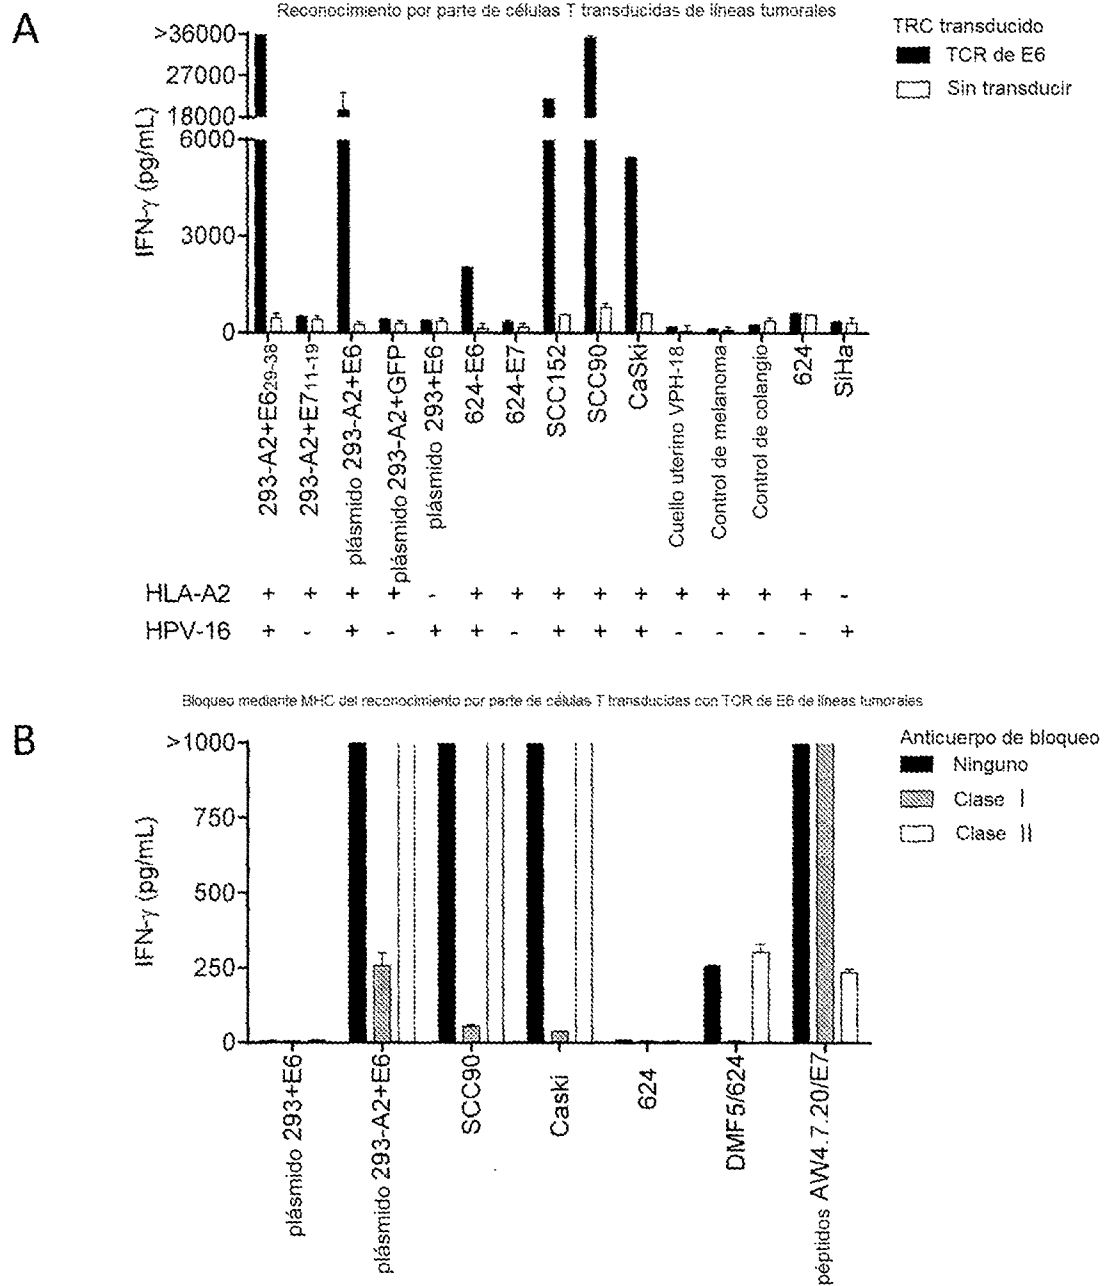 A
Reconocimiento por parte de células T transducidas de líneas tumorales
TRC transducido
TCR de E6
Sin transducir
IFN-γ (pg/mL)
>36000
27000
18000
6000
3000
0
293-A2+E629-38
293-A2+E711-19
plásmido 293-A2+E6
plásmido 293-A2+GFP
plásmido 293+E6
624-E6
624-E7
SCC152
SCC90
CaSki
Cuello uterino VPH-18
Control de melanoma
Control de colangio
624
SiHa
HLA-A2 + + + + - + + + + + + + + + -
HPV-16 + - + - + + - + + + - - - - +
Bloqueo mediante MHC del reconocimiento por parte de células T transducidas con TCR de E6 de líneas tumorales
B
Anticuerpo de bloqueo
Ninguno
Clase I
Clase II
IFN-γ (pg/mL)
>1000
750
500
250
0
plásmido 293+E6
plásmido 293-A2+E6
SCC90
Caski
624
DMF5/624
péptidos AW4.7.20/E7